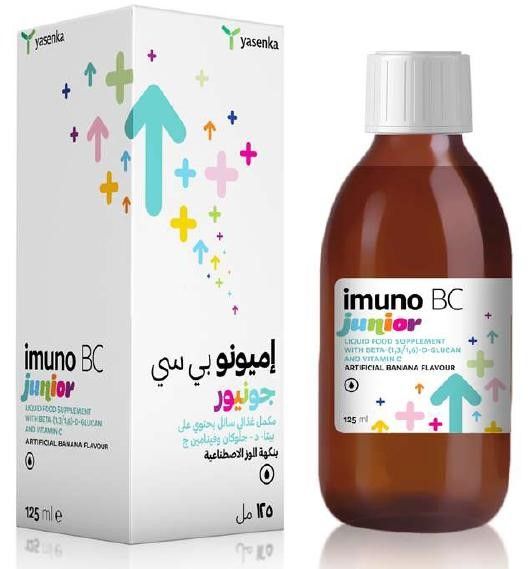 yasenka
imuno BC
junior
LIQUID FOOD SUPPLEMENT
WITH BETA-(1,3/1,6)-D-GLUCAN
AND VITAMIN C
ARTIFICIAL BANANA FLAVOUR
125 ml e
yasenka
إميونو بي سي
جونيور
مكمل غذائي سائل يحتوي على
بيتا- د - جلوكان وفيتامين ج
بنكهة الموز الاصطناعية
١٢٥ مل
imuno BC
junior
LIQUID FOOD SUPPLEMENT
WITH BETA-(1,3/1,6)-D-GLUCAN
AND VITAMIN C
ARTIFICIAL BANANA FLAVOUR
125 ml